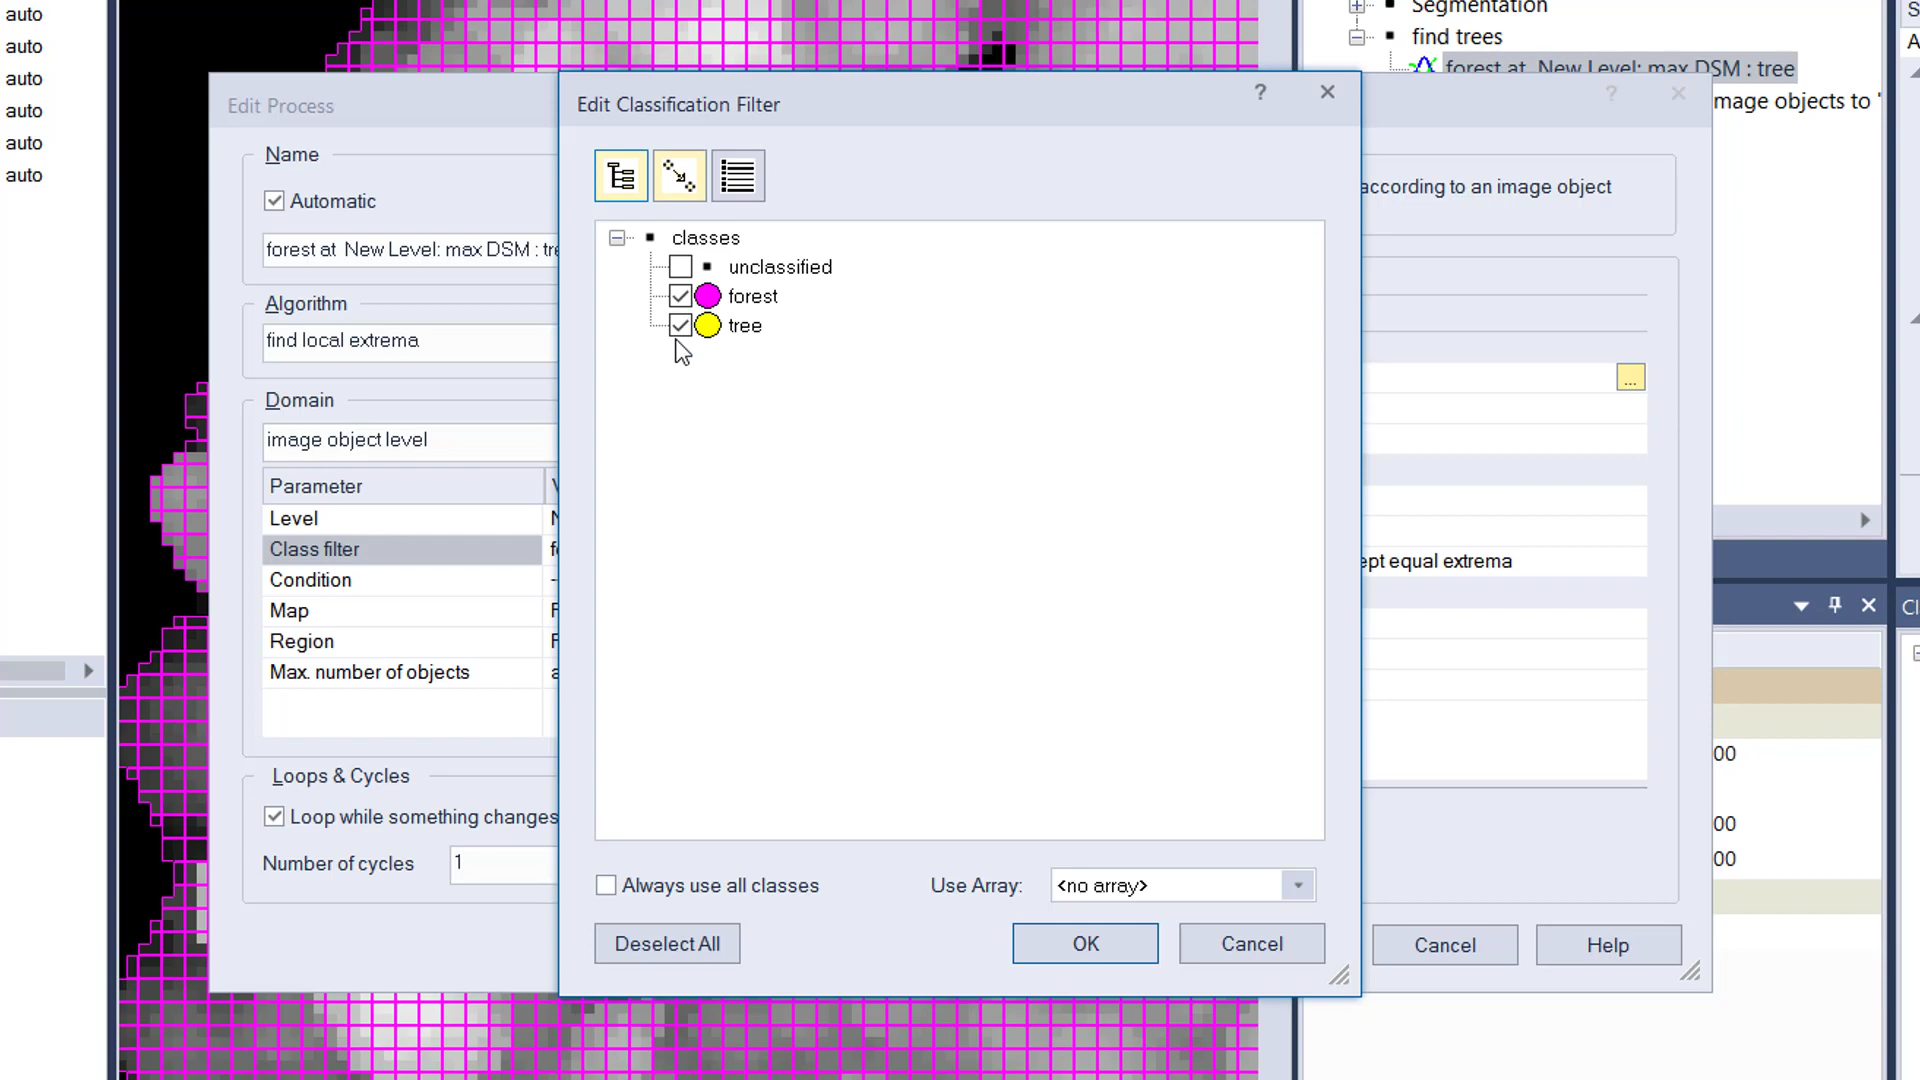 auto
auto
auto
auto
auto
auto
Segmentation
find trees
forest at New Level: max DSM : tree
mage objects to '
Edit Process
Name
Automatic
forest at New Level: max DSM : tre
Algorithm
find local extrema
Domain
image object level
Parameter
Level
Class filter
Condition
Map
Region
Max. number of objects
Loops & Cycles
Loop while something changes
Number of cycles
1
Edit Classification Filter
?
classes
unclassified
forest
tree
Always use all classes
Use Array:
<no array>
Deselect All
OK
Cancel
?
according to an image object
...
ept equal extrema
Cancel
Help
00
00
00